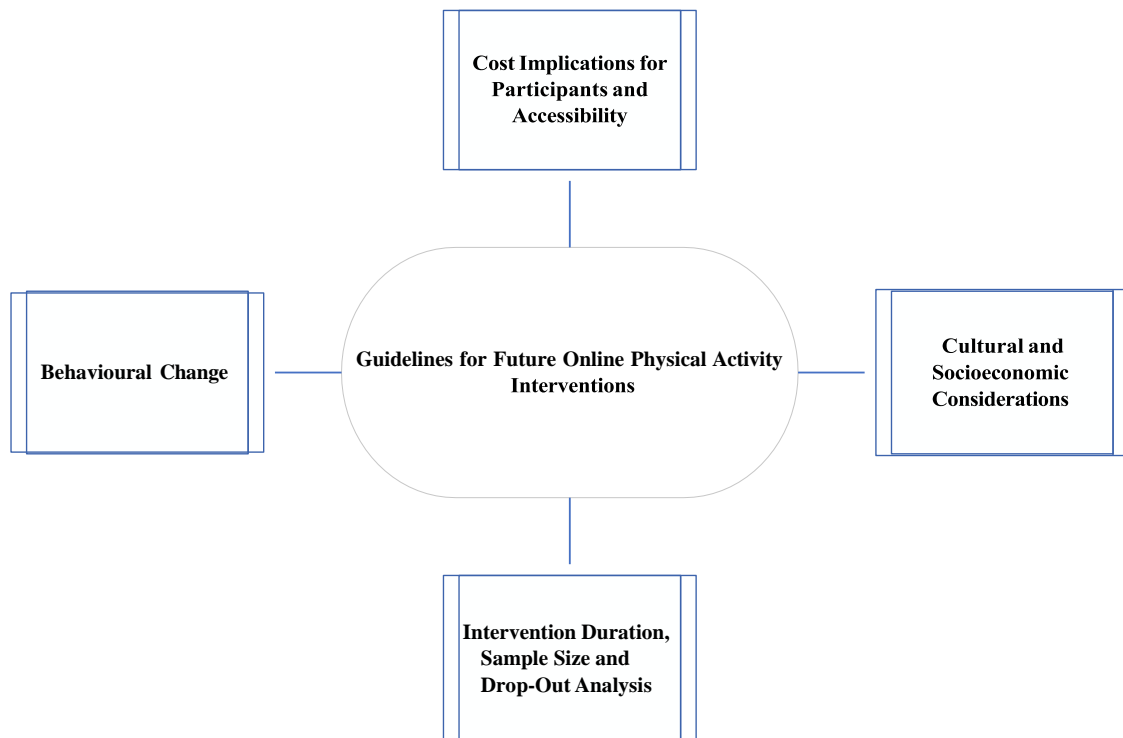 Cost Implications for
Participants and
Accessibility
Behavioural Change
Guidelines for Future Online Physical Activity
Interventions
Cultural and
Socioeconomic
Considerations
Intervention Duration,
Sample Size and
Drop-Out Analysis